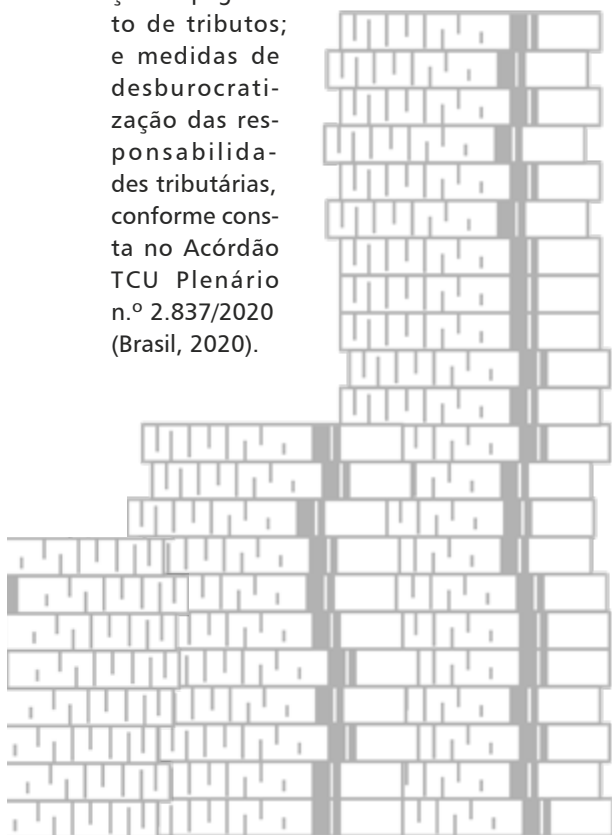 to de tributos;
e medidas de
desburocrati-
zação das res-
ponsabilida-
des tributárias,
conforme cons-
ta no Acórdão
TCU Plenário
n.º 2.837/2020
(Brasil, 2020).